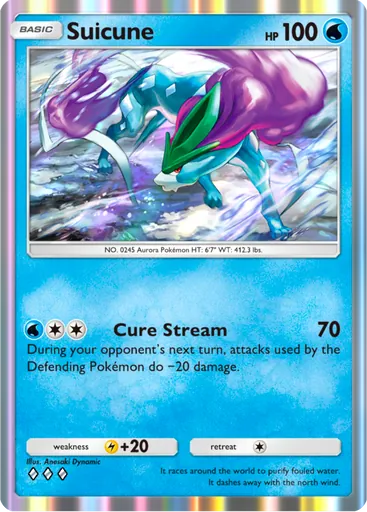 BASIC Suicune HP 100
NO. 0245 Aurora Pokémon HT: 6'7" WT: 412.3 lbs.
Cure Stream 70
During your opponent's next turn, attacks used by the
Defending Pokémon do −20 damage.
weakness +20 retreat
Illus. Anesaki Dynamic
It races around the world to purify fouled water.
It dashes away with the north wind.